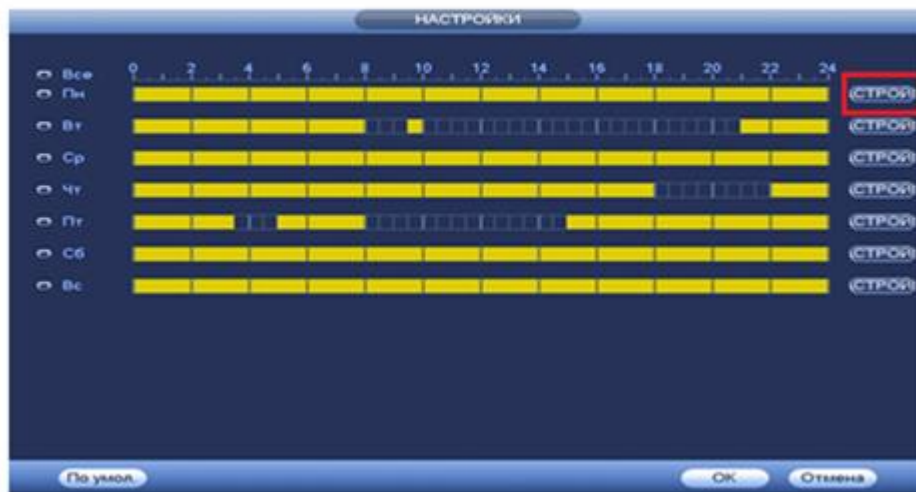 НАСТРОЙКИ
0 2 4 6 8 10 12 14 16 18 20 22 24
Все
Пн СТРОЙ
Вт СТРОЙ
Ср СТРОЙ
Чт СТРОЙ
Пт СТРОЙ
Сб СТРОЙ
Вс СТРОЙ
По умол. OK Отмена